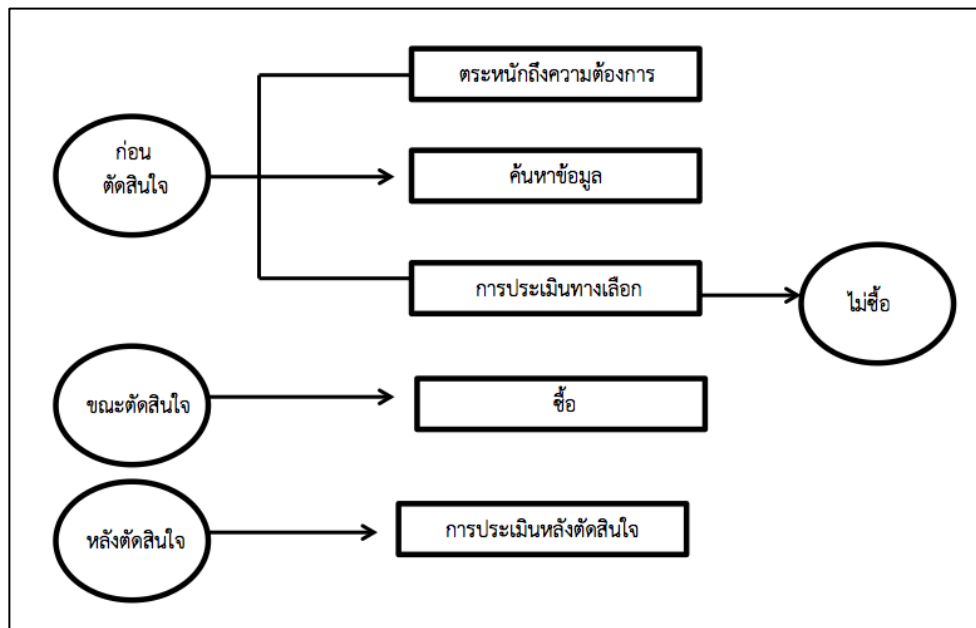 ตระหนักถึงความต้องการ
ก่อน
ตัดสินใจ
ค้นหาข้อมูล
การประเมินทางเลือก
ไม่ซื้อ
ขณะตัดสินใจ
ซื้อ
หลังตัดสินใจ
การประเมินหลังตัดสินใจ